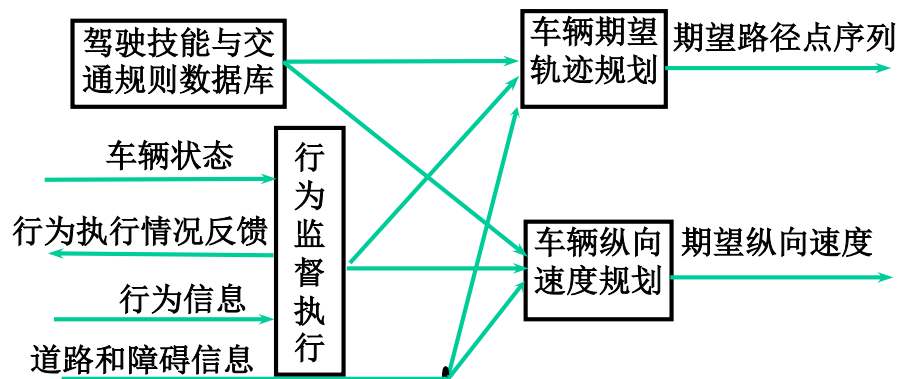 驾驶技能与交
通规则数据库
车辆期望
轨迹规划
期望路径点序列
车辆状态
行为执行情况反馈
行为信息
道路和障碍信息
行
为
监
督
执
行
车辆纵向
速度规划
期望纵向速度